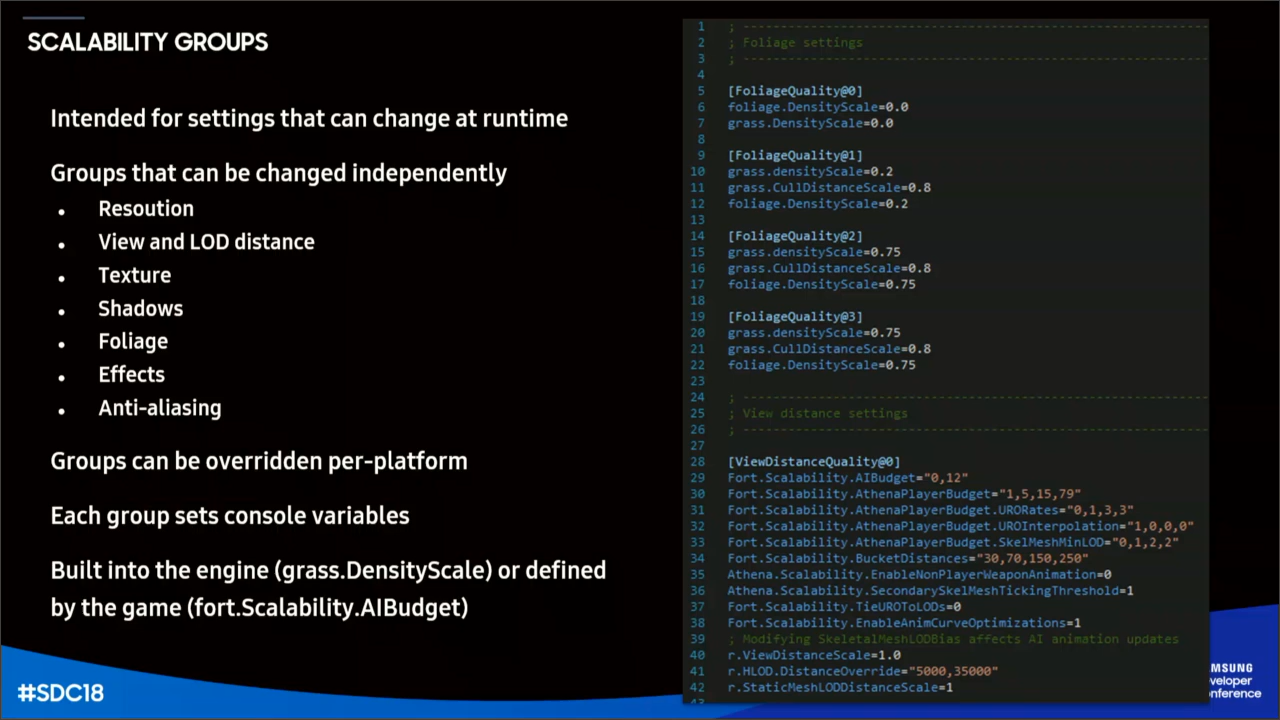 SCALABILITY GROUPS
Intended for settings that can change at runtime
Groups that can be changed independently
• Resoution
• View and LOD distance
• Texture
• Shadows
• Foliage
• Effects
• Anti-aliasing
Groups can be overridden per-platform
Each group sets console variables
Built into the engine (grass.DensityScale) or defined
by the game (fort.Scalability.AIBudget)
#SDC18
1 ; ----------------------------------------------------------------
2 ; Foliage settings
3 ; ----------------------------------------------------------------
4
5 [FoliageQuality@0]
6 foliage.DensityScale=0.0
7 grass.DensityScale=0.0
8
9 [FoliageQuality@1]
10 grass.densityScale=0.2
11 grass.CullDistanceScale=0.8
12 foliage.DensityScale=0.2
13
14 [FoliageQuality@2]
15 grass.densityScale=0.75
16 grass.CullDistanceScale=0.8
17 foliage.DensityScale=0.75
18
19 [FoliageQuality@3]
20 grass.densityScale=0.75
21 grass.CullDistanceScale=0.8
22 foliage.DensityScale=0.75
23
24 ; ----------------------------------------------------------------
25 ; View distance settings
26 ; ----------------------------------------------------------------
27
28 [ViewDistanceQuality@0]
29 Fort.Scalability.AIBudget="0,12"
30 Fort.Scalability.AthenaPlayerBudget="1,5,15,79"
31 Fort.Scalability.AthenaPlayerBudget.URORates="0,1,3,3"
32 Fort.Scalability.AthenaPlayerBudget.UROInterpolation="1,0,0,0"
33 Fort.Scalability.AthenaPlayerBudget.SkelMeshMinLOD="0,1,2,2"
34 Fort.Scalability.BucketDistances="30,70,150,250"
35 Athena.Scalability.EnableNonPlayerWeaponAnimation=0
36 Athena.Scalability.SecondarySkelMeshTickingThreshold=1
37 Fort.Scalability.TieUROToLODs=0
38 Fort.Scalability.EnableAnimCurveOptimizations=1
39 ; Modifying SkeletalMeshLODBias affects AI animation updates
40 r.ViewDistanceScale=1.0
41 r.HLOD.DistanceOverride="5000,35000"
42 r.StaticMeshLODDistanceScale=1
MSUNG
veloper
onference